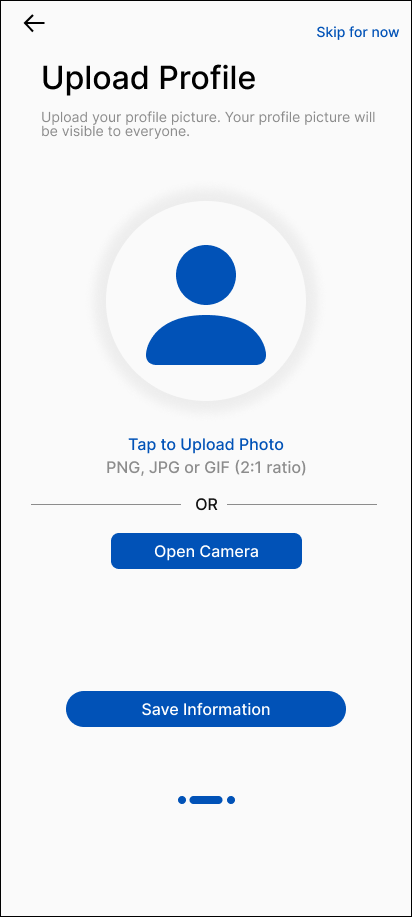 Skip for now
Upload Profile
Upload your profile picture. Your profile picture will
be visible to everyone.
Tap to Upload Photo
PNG, JPG or GIF (2:1 ratio)
OR
Open Camera
Save Information